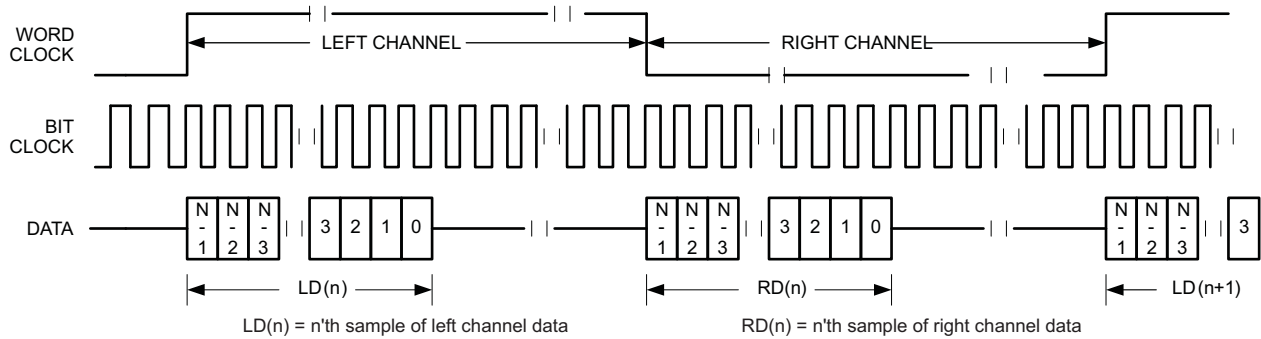 WORD
CLOCK
LEFT CHANNEL
RIGHT CHANNEL
BIT
CLOCK
DATA
N
-
1
N
-
2
N
-
3
3
2
1
0
N
-
1
N
-
2
N
-
3
3
2
1
0
N
-
1
N
-
2
N
-
3
3
LD(n)
RD(n)
LD(n+1)
LD(n) = n'th sample of left channel data
RD(n) = n'th sample of right channel data